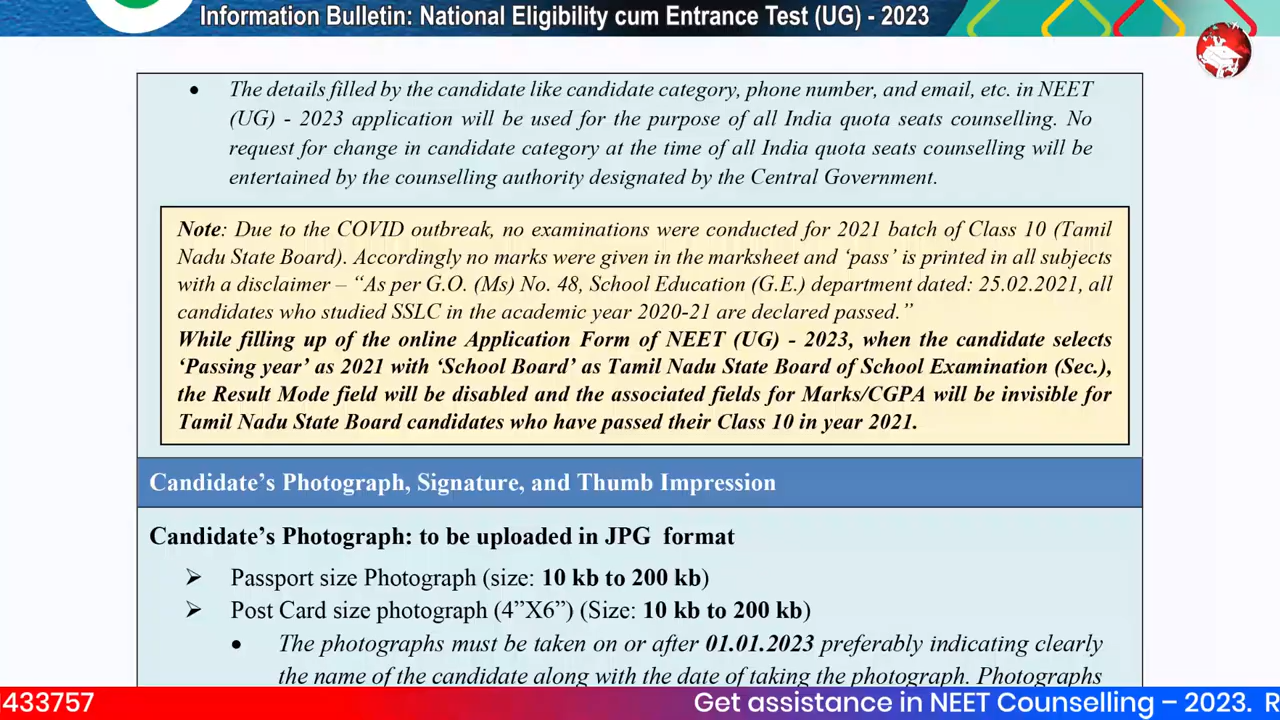 Information Bulletin: National Eligibility cum Entrance Test (UG) - 2023
• The details filled by the candidate like candidate category, phone number, and email, etc. in NEET
(UG) - 2023 application will be used for the purpose of all India quota seats counselling. No
request for change in candidate category at the time of all India quota seats counselling will be
entertained by the counselling authority designated by the Central Government.
Note: Due to the COVID outbreak, no examinations were conducted for 2021 batch of Class 10 (Tamil
Nadu State Board). Accordingly no marks were given in the marksheet and ‘pass’ is printed in all subjects
with a disclaimer – “As per G.O. (Ms) No. 48, School Education (G.E.) department dated: 25.02.2021, all
candidates who studied SSLC in the academic year 2020-21 are declared passed.”
While filling up of the online Application Form of NEET (UG) - 2023, when the candidate selects
‘Passing year’ as 2021 with ‘School Board’ as Tamil Nadu State Board of School Examination (Sec.),
the Result Mode field will be disabled and the associated fields for Marks/CGPA will be invisible for
Tamil Nadu State Board candidates who have passed their Class 10 in year 2021.
Candidate’s Photograph, Signature, and Thumb Impression
Candidate’s Photograph: to be uploaded in JPG format
➢ Passport size Photograph (size: 10 kb to 200 kb)
➢ Post Card size photograph (4”X6”) (Size: 10 kb to 200 kb)
• The photographs must be taken on or after 01.01.2023 preferably indicating clearly
the name of the candidate along with the date of taking the photograph. Photographs
433757 Get assistance in NEET Counselling – 2023. R